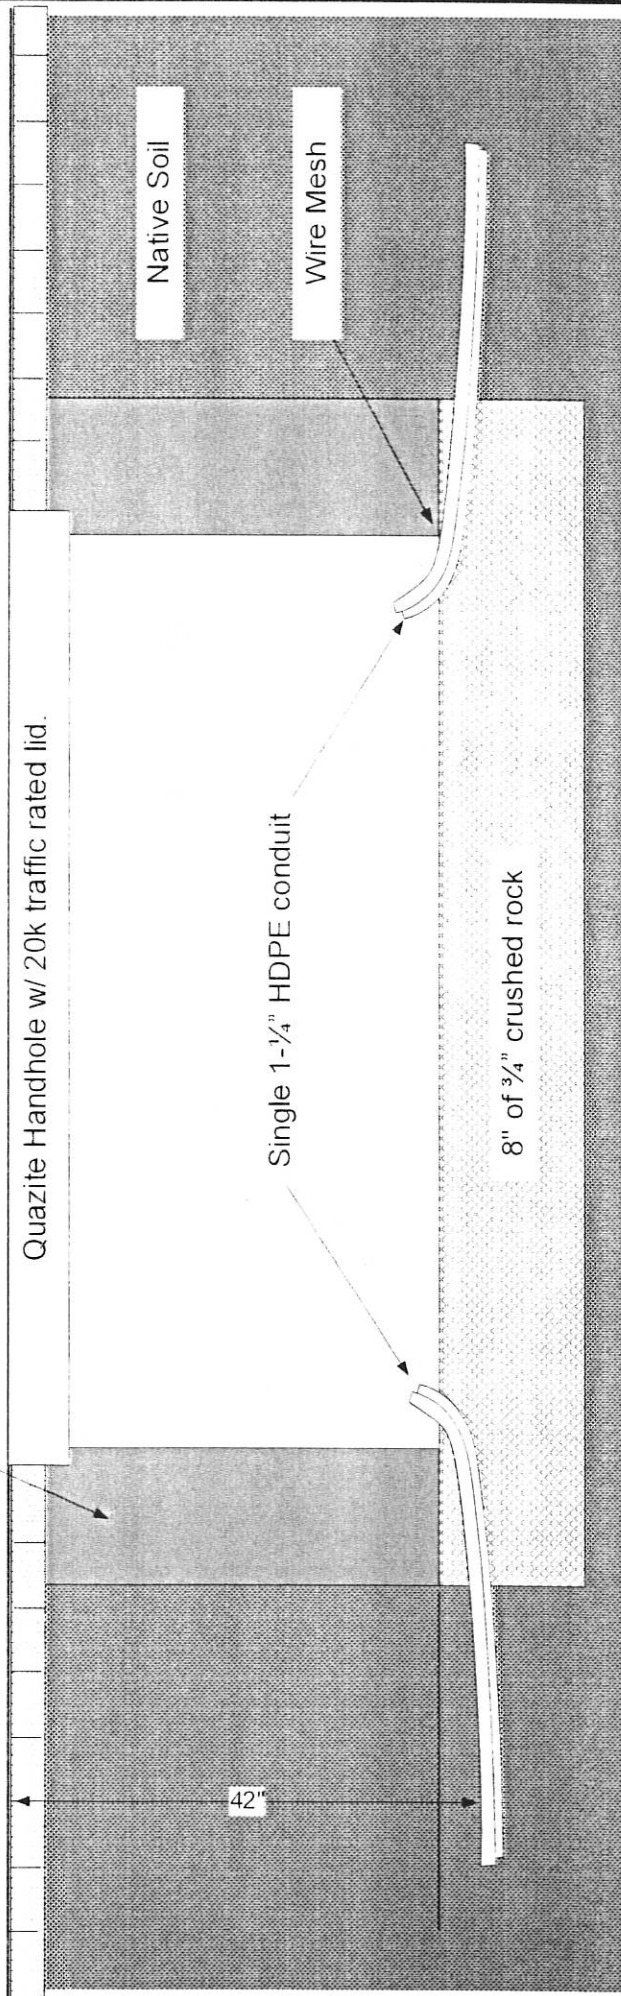 Quazite Handhole w/ 20k traffic rated lid.
Native Soil
Wire Mesh
Single 1-¼" HDPE conduit
8" of ¾" crushed rock
42"